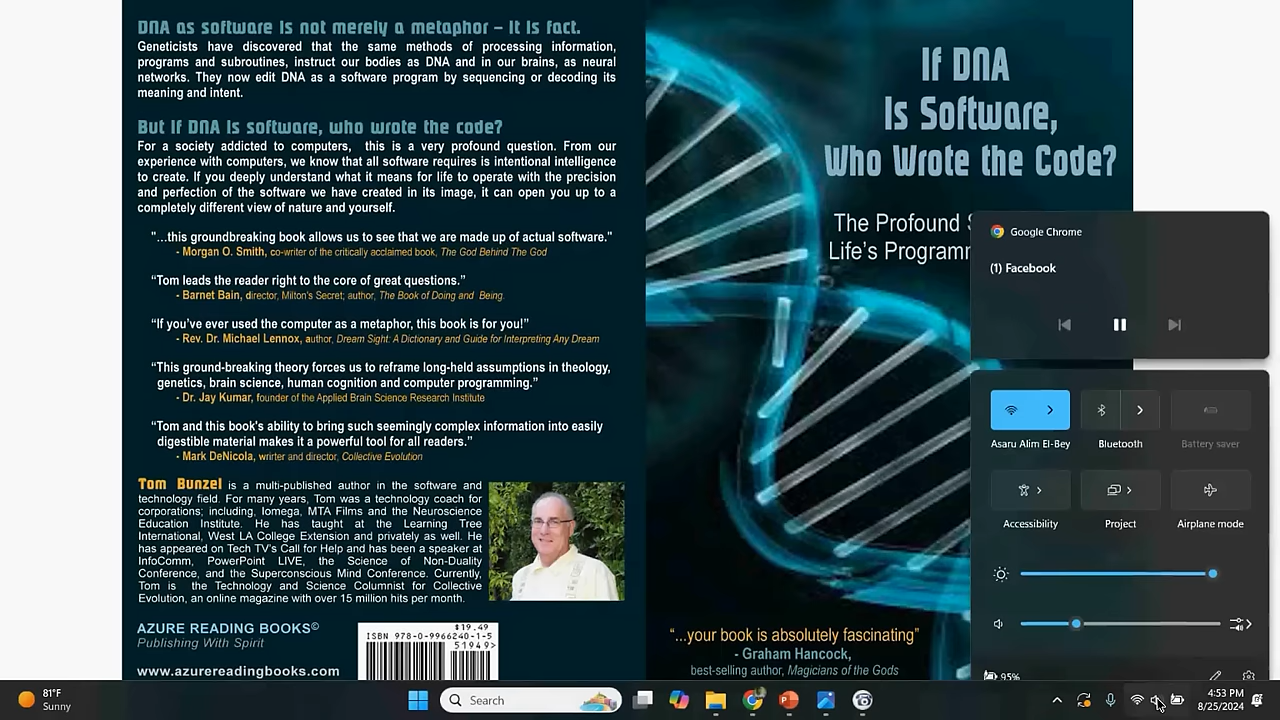 DNA as software is not merely a metaphor – it is fact.
Geneticists have discovered that the same methods of processing information,
programs and subroutines, instruct our bodies as DNA and in our brains, as neural
networks. They now edit DNA as a software program by sequencing or decoding its
meaning and intent.
But if DNA is software, who wrote the code?
For a society addicted to computers, this is a very profound question. From our
experience with computers, we know that all software requires is intentional intelligence
to create. If you deeply understand what it means for life to operate with the precision
and perfection of the software we have created in its image, it can open you up to a
completely different view of nature and yourself.
"...this groundbreaking book allows us to see that we are made up of actual software."
- Morgan O. Smith, co-writer of the critically acclaimed book, The God Behind The God
“Tom leads the reader right to the core of great questions.”
- Barnet Bain, director, Milton's Secret; author, The Book of Doing and Being.
“If you’ve ever used the computer as a metaphor, this book is for you!”
- Rev. Dr. Michael Lennox, author, Dream Sight: A Dictionary and Guide for Interpreting Any Dream
“This ground-breaking theory forces us to reframe long-held assumptions in theology,
genetics, brain science, human cognition and computer programming.”
- Dr. Jay Kumar, founder of the Applied Brain Science Research Institute
“Tom and this book's ability to bring such seemingly complex information into easily
digestible material makes it a powerful tool for all readers.”
- Mark DeNicola, wrirter and director, Collective Evolution
Tom Bunzel is a multi-published author in the software and
technology field. For many years, Tom was a technology coach for
corporations; including, Iomega, MTA Films and the Neuroscience
Education Institute. He has taught at the Learning Tree
International, West LA College Extension and privately as well. He
has appeared on Tech TV's Call for Help and has been a speaker at
InfoComm, PowerPoint LIVE, the Science of Non-Duality
Conference, and the Superconscious Mind Conference. Currently,
Tom is the Technology and Science Columnist for Collective
Evolution, an online magazine with over 15 million hits per month.
AZURE READING BOOKS©
Publishing With Spirit
www.azurereadingbooks.com
$19.49
ISBN 978-0-9966240-1-5
51949>
If DNA
Is Software,
Who Wrote the Code?
The Profound
Life’s Programm
“...your book is absolutely fascinating”
- Graham Hancock,
best-selling author, Magicians of the Gods
Google Chrome
(1) Facebook
Asaru Alim El-Bey
Bluetooth
Battery saver
Accessibility
Project
Airplane mode
95%
81°F
Sunny
Search
4:53 PM
8/25/2024